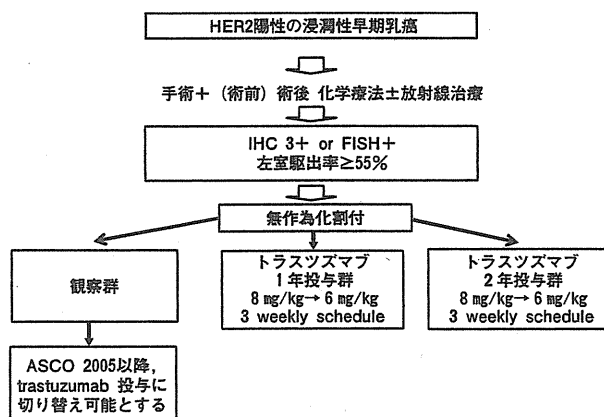 HER2陽性の浸潤性早期乳癌
手術＋（術前）術後 化学療法±放射線治療
IHC 3+ or FISH+
左室駆出率≥55%
無作為化割付
観察群
トラスツズマブ
1年投与群
8 mg/kg→ 6 mg/kg
3 weekly schedule
トラスツズマブ
2年投与群
8 mg/kg→ 6 mg/kg
3 weekly schedule
ASCO 2005以降,
trastuzumab 投与に
切り替え可能とする